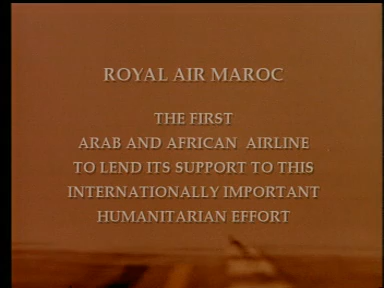 ROYAL AIR MAROC
THE FIRST
ARAB AND AFRICAN AIRLINE
TO LEND ITS SUPPORT TO THIS
INTERNATIONALLY IMPORTANT
HUMANITARIAN EFFORT